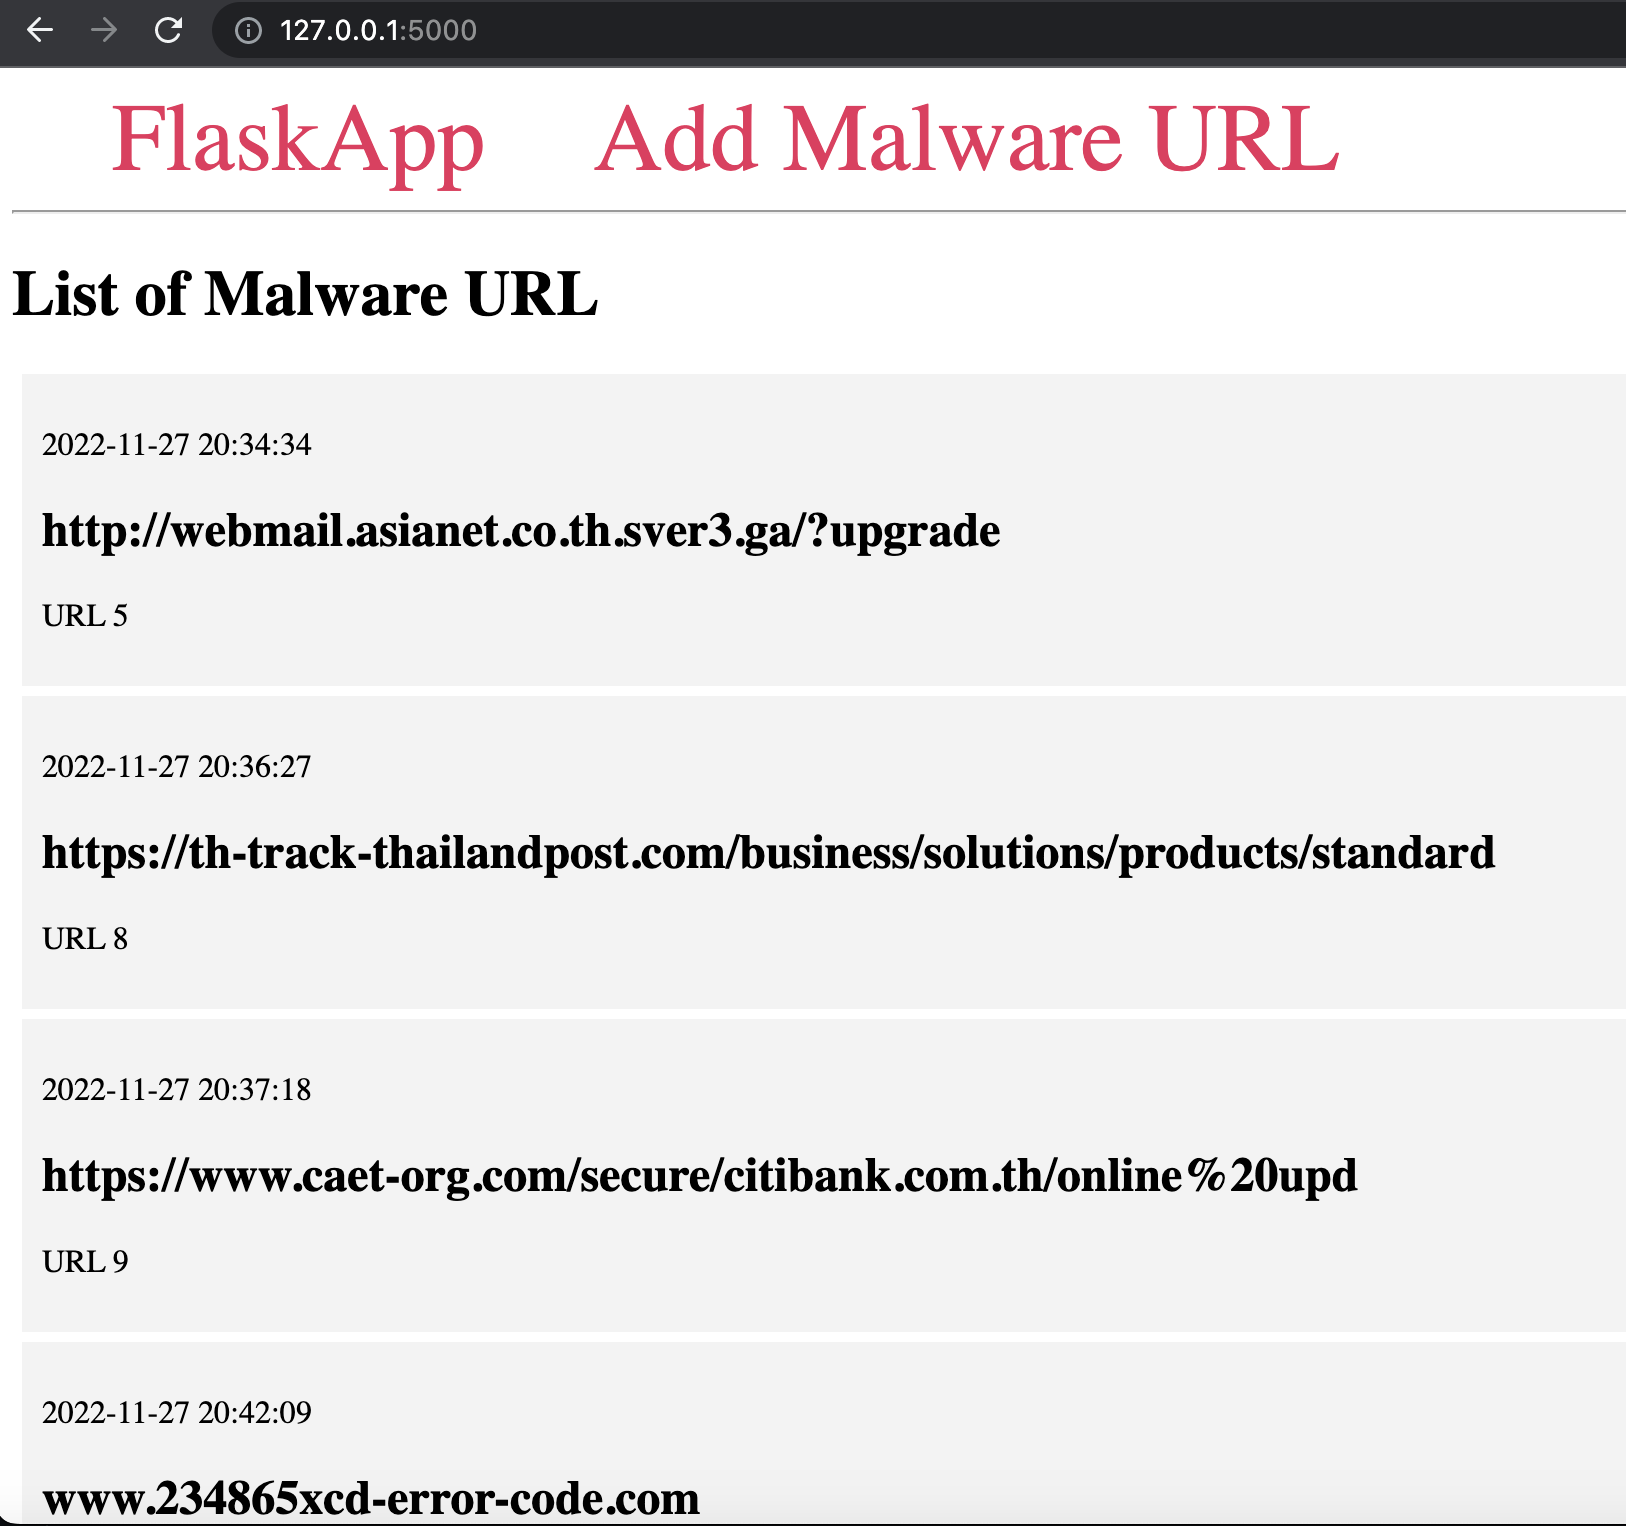 127.0.0.1:5000
FlaskApp Add Malware URL
List of Malware URL
2022-11-27 20:34:34
http://webmail.asianet.co.th.sver3.ga/?upgrade
URL 5
2022-11-27 20:36:27
https://th-track-thailandpost.com/business/solutions/products/standard
URL 8
2022-11-27 20:37:18
https://www.caet-org.com/secure/citibank.com.th/online%20upd
URL 9
2022-11-27 20:42:09
www.234865xcd-error-code.com